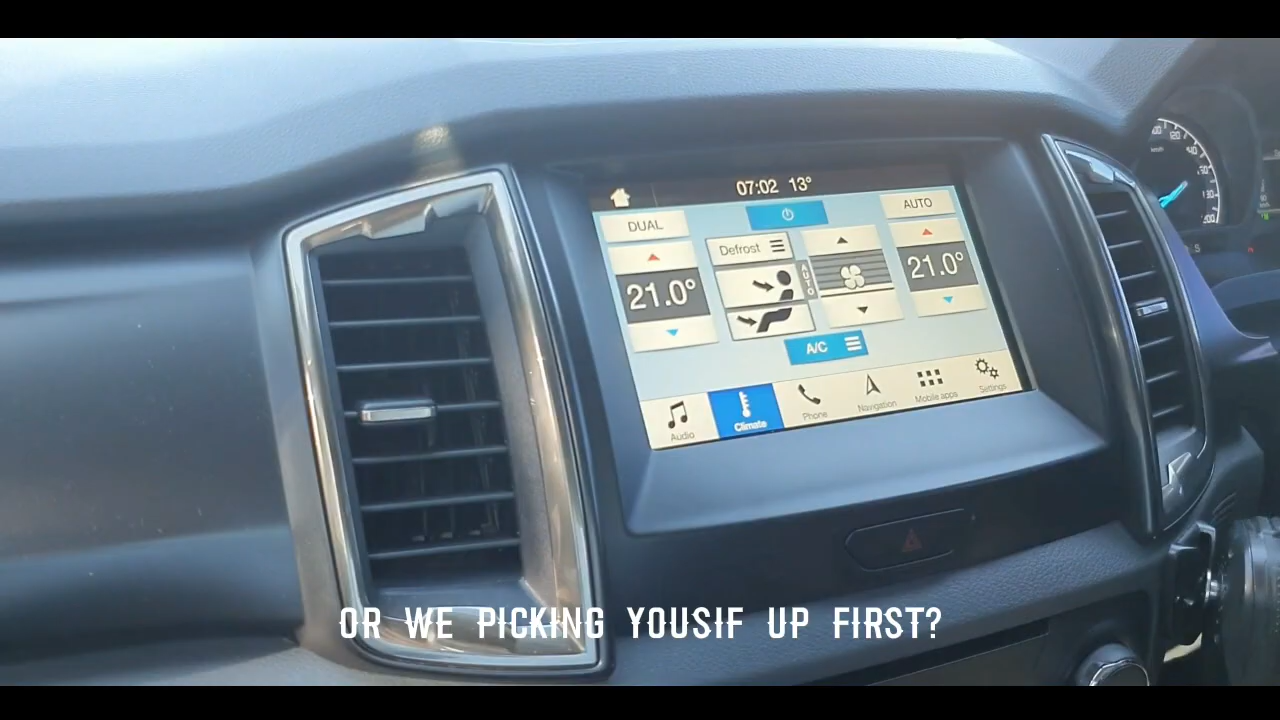 07:02 13°
DUAL
AUTO
Defrost
21.0°
AUTO
21.0°
A/C
Audio
Climate
Phone
Navigation
Mobile apps
Settings
OR WE PICKING YOUSIF UP FIRST?